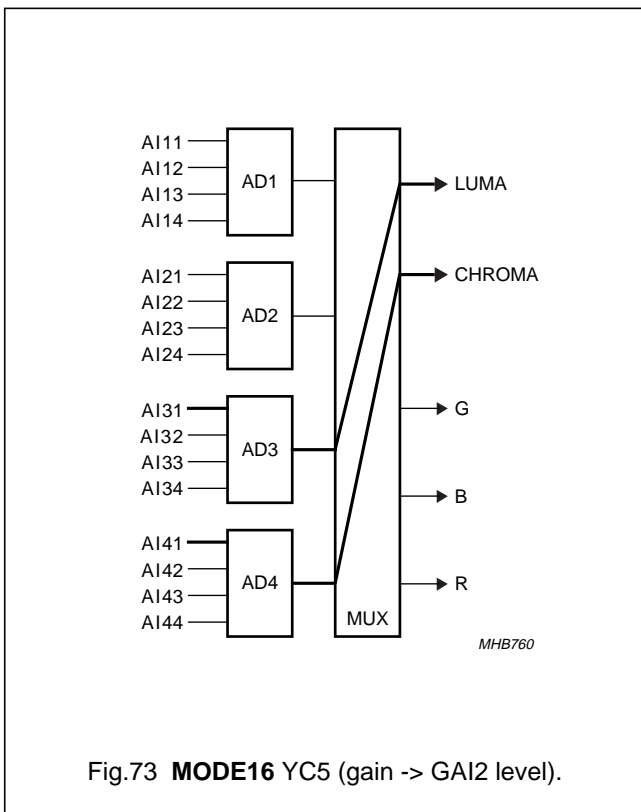 AI11
AI12
AI13
AI14
AD1
LUMA
CHROMA
AI21
AI22
AI23
AI24
AD2
AI31
AI32
AI33
AI34
AD3
G
B
AI41
AI42
AI43
AI44
AD4
R
MUX
MHB760
Fig.73 MODE16 YC5 (gain -> GAI2 level).